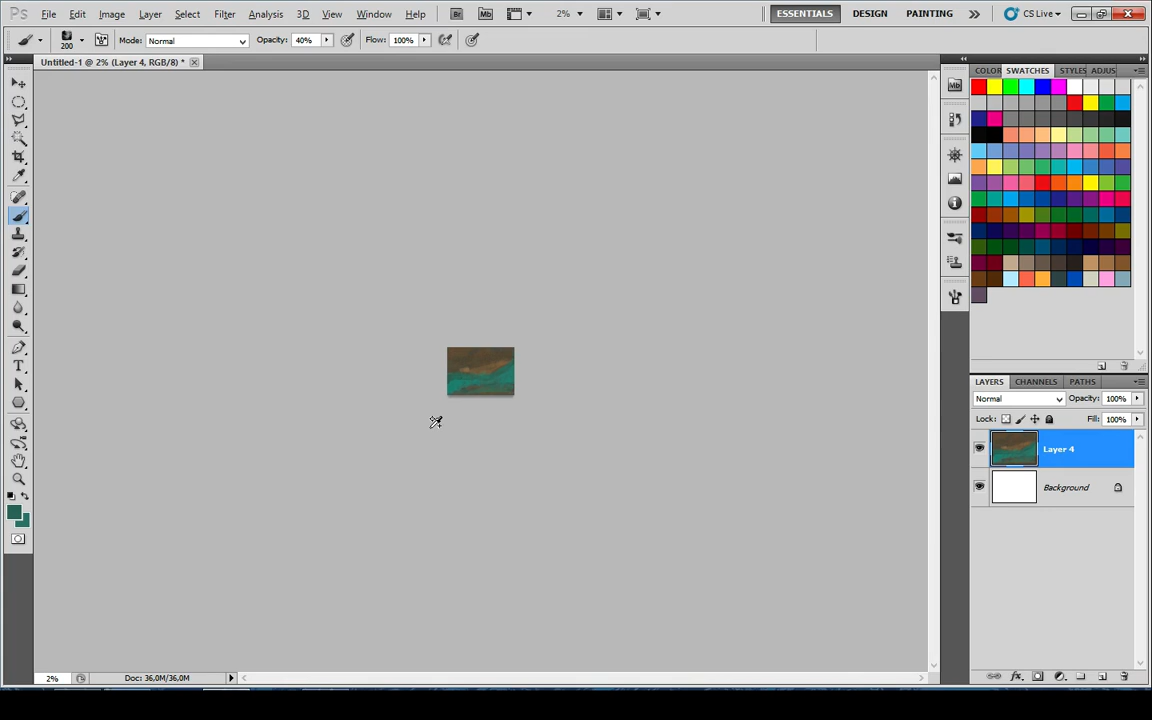 Ps File Edit Image Layer Select Filter Analysis 3D View Window Help Br Mb 2% ESSENTIALS DESIGN PAINTING CS Live
200 Mode: Normal Opacity: 40% Flow: 100%
Untitled-1 @ 2% (Layer 4, RGB/8) *
COLOR SWATCHES STYLES ADJUS
Mb
LAYERS CHANNELS PATHS
Normal Opacity: 100%
Lock: Fill: 100%
Layer 4
Background
2% Doc: 36,0M/36,0M